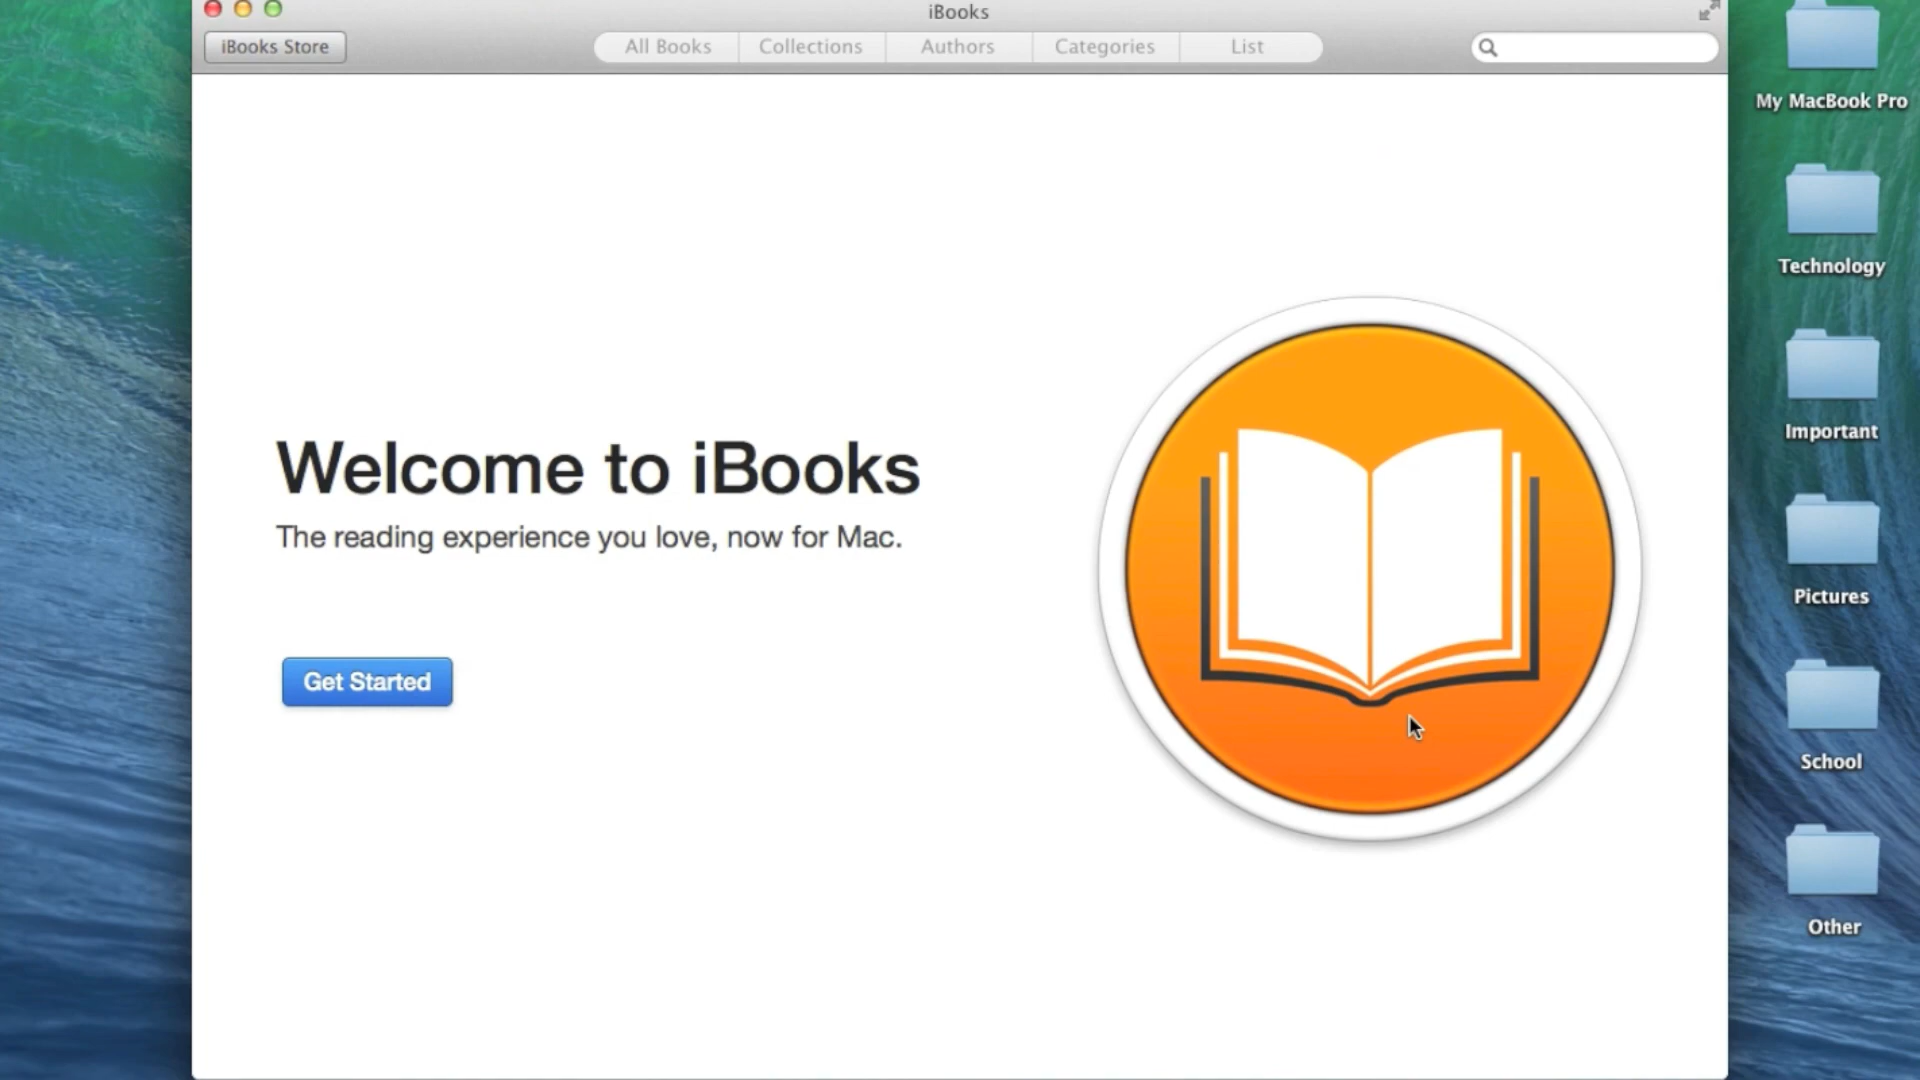 iBooks
iBooks Store
All Books
Collections
Authors
Categories
List
Welcome to iBooks
The reading experience you love, now for Mac.
Get Started
My MacBook Pro
Technology
Important
Pictures
School
Other